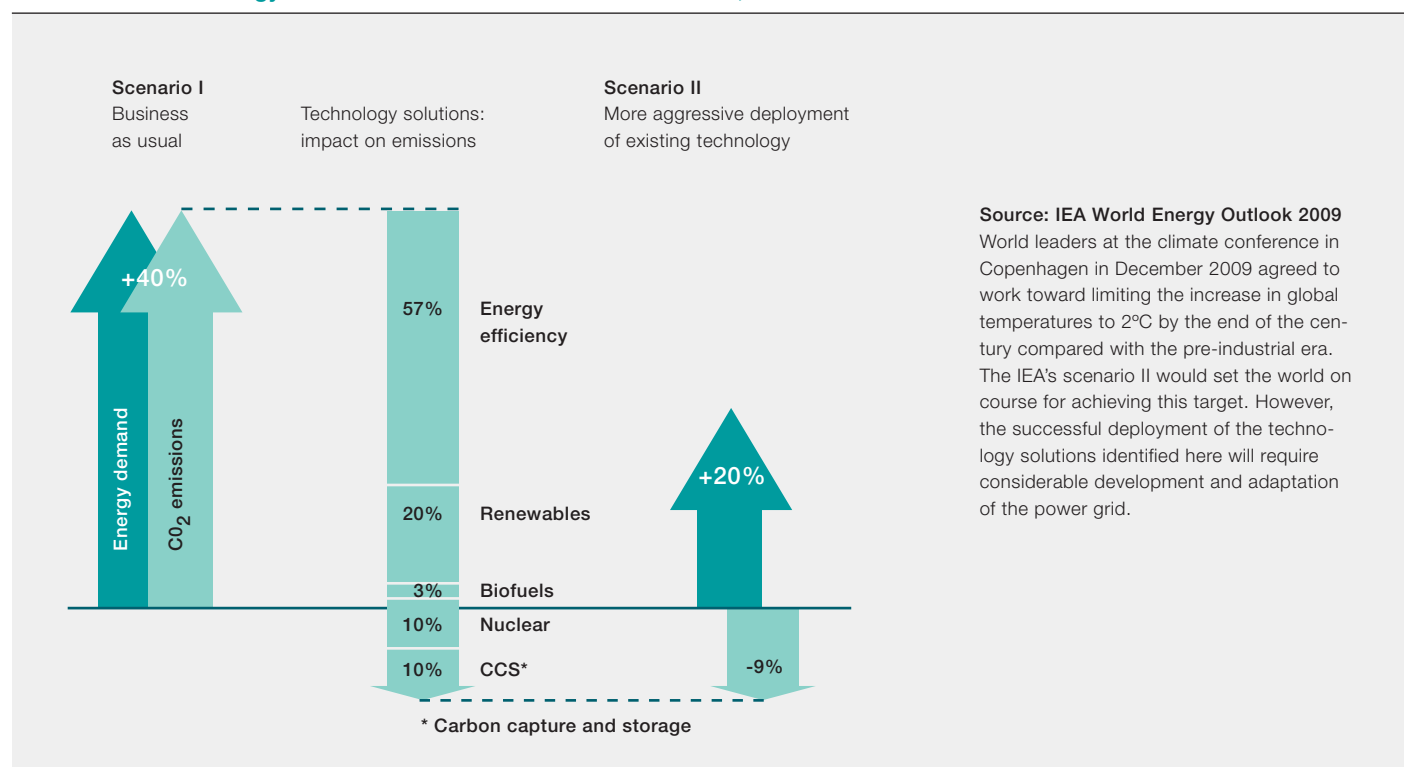 Scenario I
Business
as usual
Technology solutions:
impact on emissions
Scenario II
More aggressive deployment
of existing technology
+40%
Energy demand
C0₂ emissions
57%
Energy
efficiency
20%
Renewables
3%
Biofuels
10%
Nuclear
10%
CCS*
+20%
-9%
* Carbon capture and storage
Source: IEA World Energy Outlook 2009
World leaders at the climate conference in
Copenhagen in December 2009 agreed to
work toward limiting the increase in global
temperatures to 2ºC by the end of the cen-
tury compared with the pre-industrial era.
The IEA’s scenario II would set the world on
course for achieving this target. However,
the successful deployment of the techno-
logy solutions identified here will require
considerable development and adaptation
of the power grid.